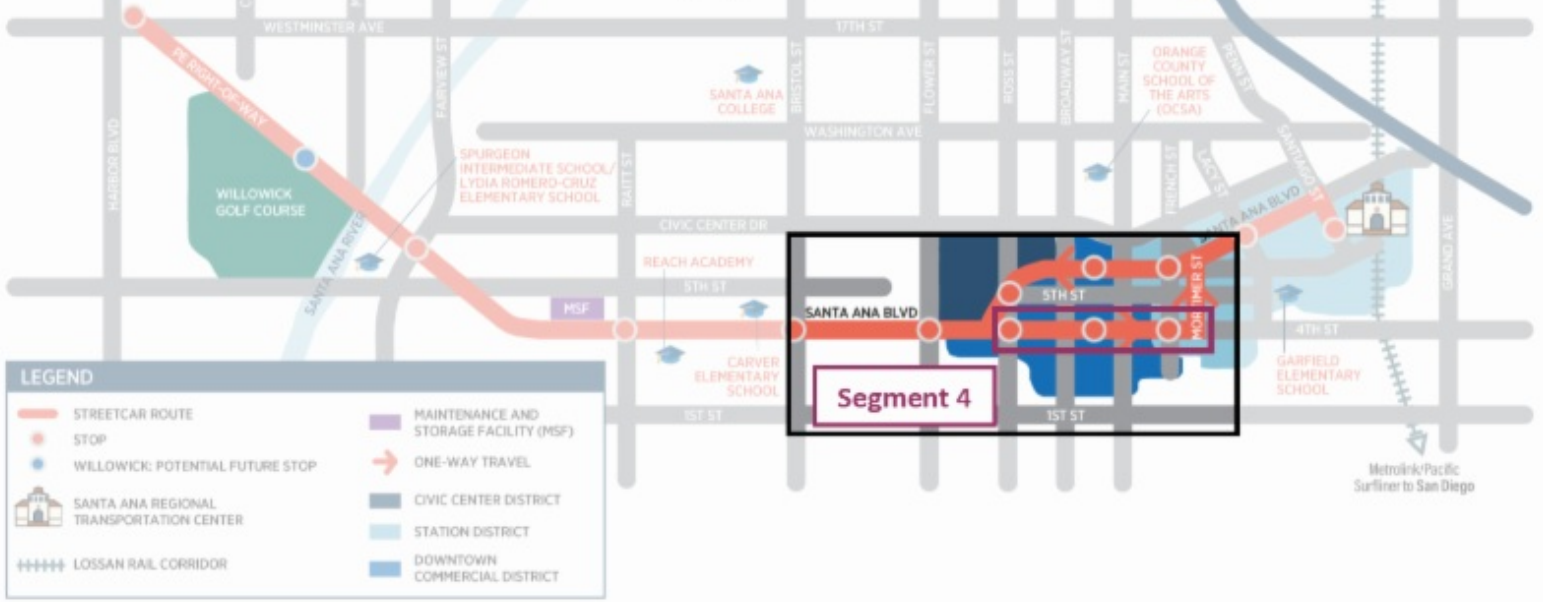 WESTMINSTER AVE
17TH ST
PE RIGHT-OF-WAY
HARBOR BLVD
FAIRVIEW ST
BRISTOL ST
FLOWER ST
ROSS ST
BROADWAY ST
MAIN ST
PENN ST
ORANGE
COUNTY
SCHOOL OF
THE ARTS
(OCSA)
SANTA ANA
COLLEGE
WASHINGTON AVE
SPURGEON
INTERMEDIATE SCHOOL/
LYDIA ROMERO-CRUZ
ELEMENTARY SCHOOL
RAITT ST
FRENCH ST
LACY ST
SANTIAGO ST
WILLOWICK
GOLF COURSE
SANTA ANA RIVER
CIVIC CENTER DR
SANTA ANA BLVD
GRAND AVE
REACH ACADEMY
5TH ST
5TH ST
MORTIMER ST
MSF
SANTA ANA BLVD
4TH ST
CARVER
ELEMENTARY
SCHOOL
GARFIELD
ELEMENTARY
SCHOOL
Segment 4
1ST ST
1ST ST
Metrolink/Pacific
Surfliner to San Diego
LEGEND
STREETCAR ROUTE
STOP
WILLOWICK: POTENTIAL FUTURE STOP
SANTA ANA REGIONAL
TRANSPORTATION CENTER
LOSSAN RAIL CORRIDOR
MAINTENANCE AND
STORAGE FACILITY (MSF)
ONE-WAY TRAVEL
CIVIC CENTER DISTRICT
STATION DISTRICT
DOWNTOWN
COMMERCIAL DISTRICT